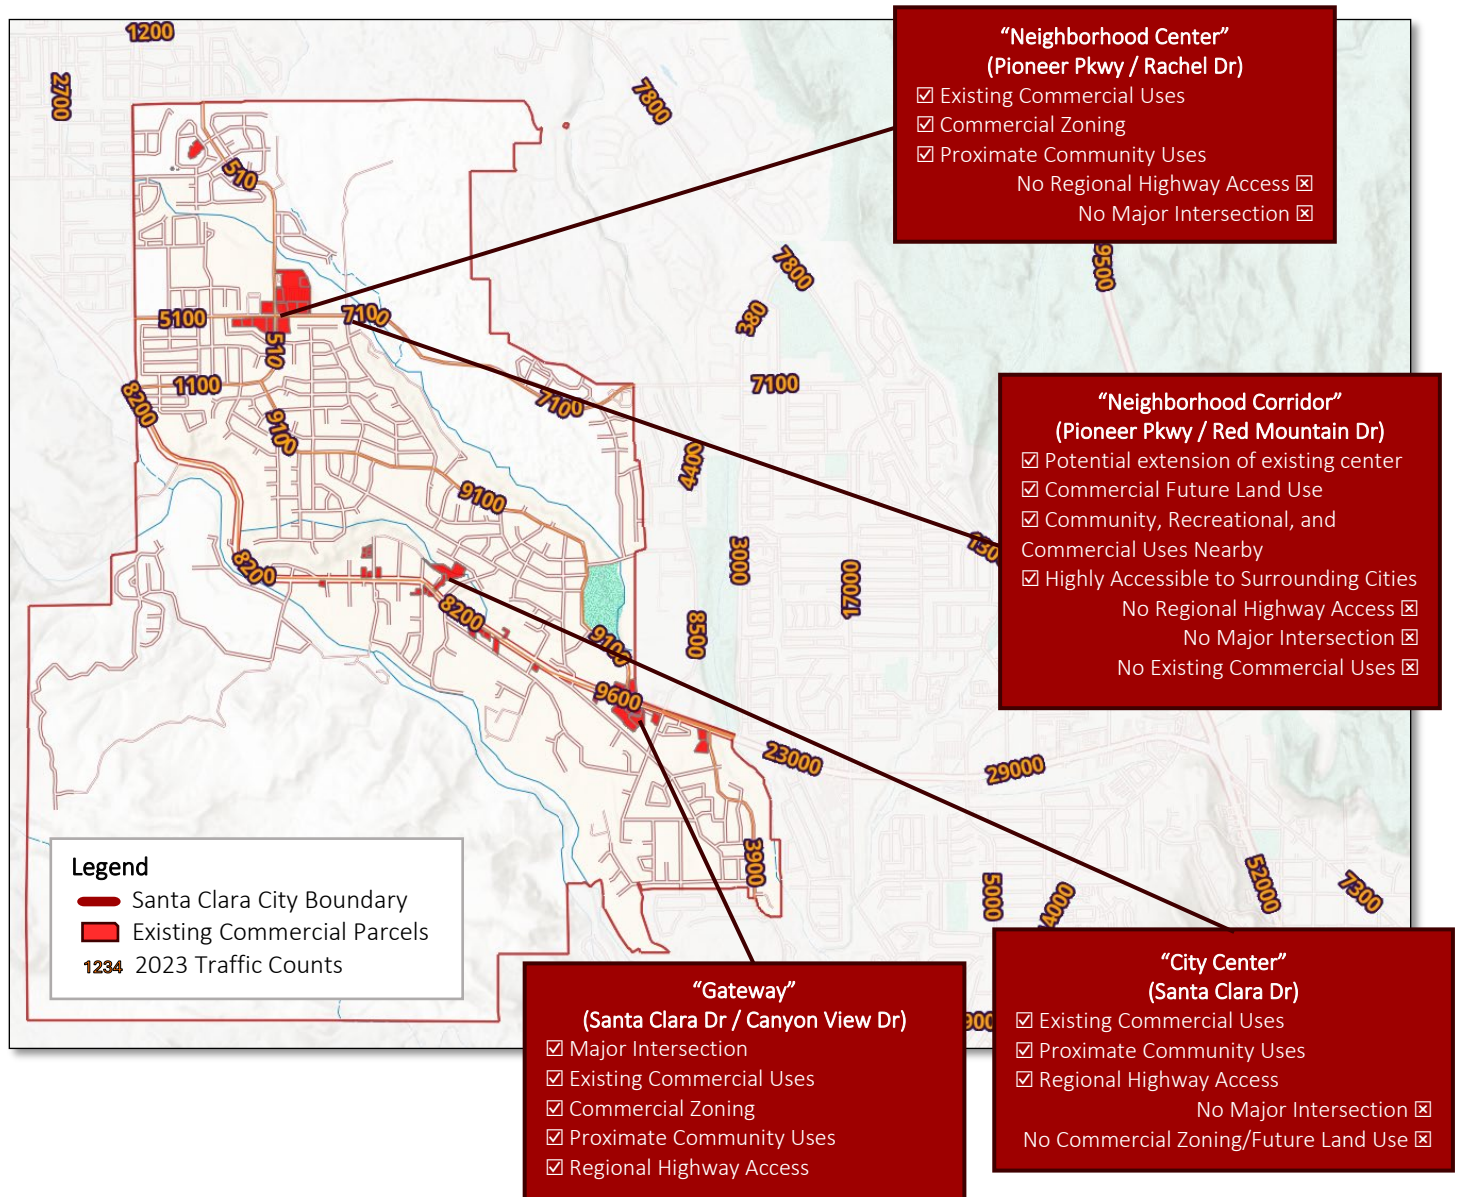 1200
2700
7800
510
“Neighborhood Center”
(Pioneer Pkwy / Rachel Dr)
☑ Existing Commercial Uses
☑ Commercial Zoning
☑ Proximate Community Uses
No Regional Highway Access ☒
No Major Intersection ☒
7800
9500
380
5100
7100
510
1100
8200
9100
7100
7100
4400
9100
“Neighborhood Corridor”
(Pioneer Pkwy / Red Mountain Dr)
☑ Potential extension of existing center
☑ Commercial Future Land Use
☑ Community, Recreational, and
Commercial Uses Nearby
☑ Highly Accessible to Surrounding Cities
No Regional Highway Access ☒
No Major Intersection ☒
No Existing Commercial Uses ☒
3000
17000
8200
8200
8500
9100
9600
23000
29000
3900
5000
52000
7300
Legend
Santa Clara City Boundary
Existing Commercial Parcels
1234 2023 Traffic Counts
“Gateway”
(Santa Clara Dr / Canyon View Dr)
☑ Major Intersection
☑ Existing Commercial Uses
☑ Commercial Zoning
☑ Proximate Community Uses
☑ Regional Highway Access
“City Center”
(Santa Clara Dr)
☑ Existing Commercial Uses
☑ Proximate Community Uses
☑ Regional Highway Access
No Major Intersection ☒
No Commercial Zoning/Future Land Use ☒